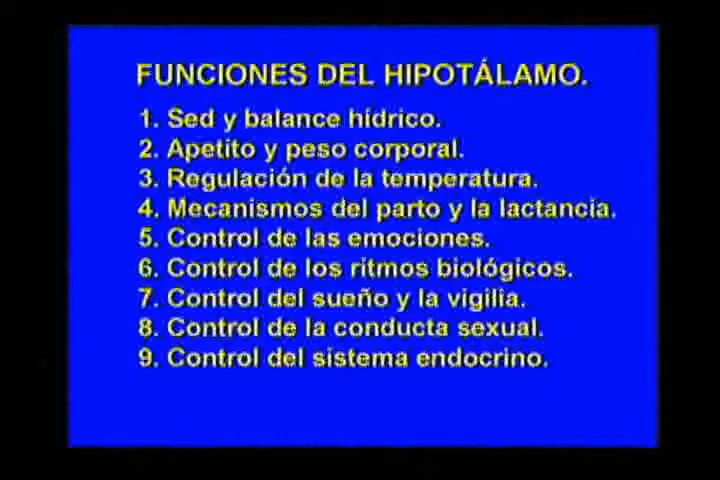 FUNCIONES DEL HIPOTÁLAMO.
1. Sed y balance hídrico.
2. Apetito y peso corporal.
3. Regulación de la temperatura.
4. Mecanismos del parto y la lactancia.
5. Control de las emociones.
6. Control de los ritmos biológicos.
7. Control del sueño y la vigilia.
8. Control de la conducta sexual.
9. Control del sistema endocrino.